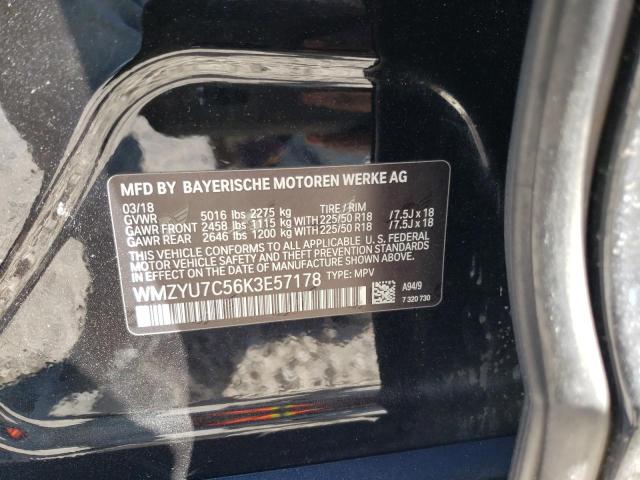 MFD BY BAYERISCHE MOTOREN WERKE AG
03/18 TIRE / RIM
GVWR 5016 lbs 2275 kg
GAWR FRONT 2458 lbs 1115 kg WITH 225/50 R18 /7.5J x 18
GAWR REAR 2646 lbs 1200 kg WITH 225/50 R18 /7.5J x 18
THIS VEHICLE CONFORMS TO ALL APPLICABLE U.S. FEDERAL
MOTOR VEHICLE SAFETY BUMPER AND THEFT PREVENTION
STANDARDS IN EFFECT ON THE DATE OF MANUFACTURE SHOWN ABOVE.
WMZYU7C56K3E57178 TYPE: MPV
A94/9
7 320 730